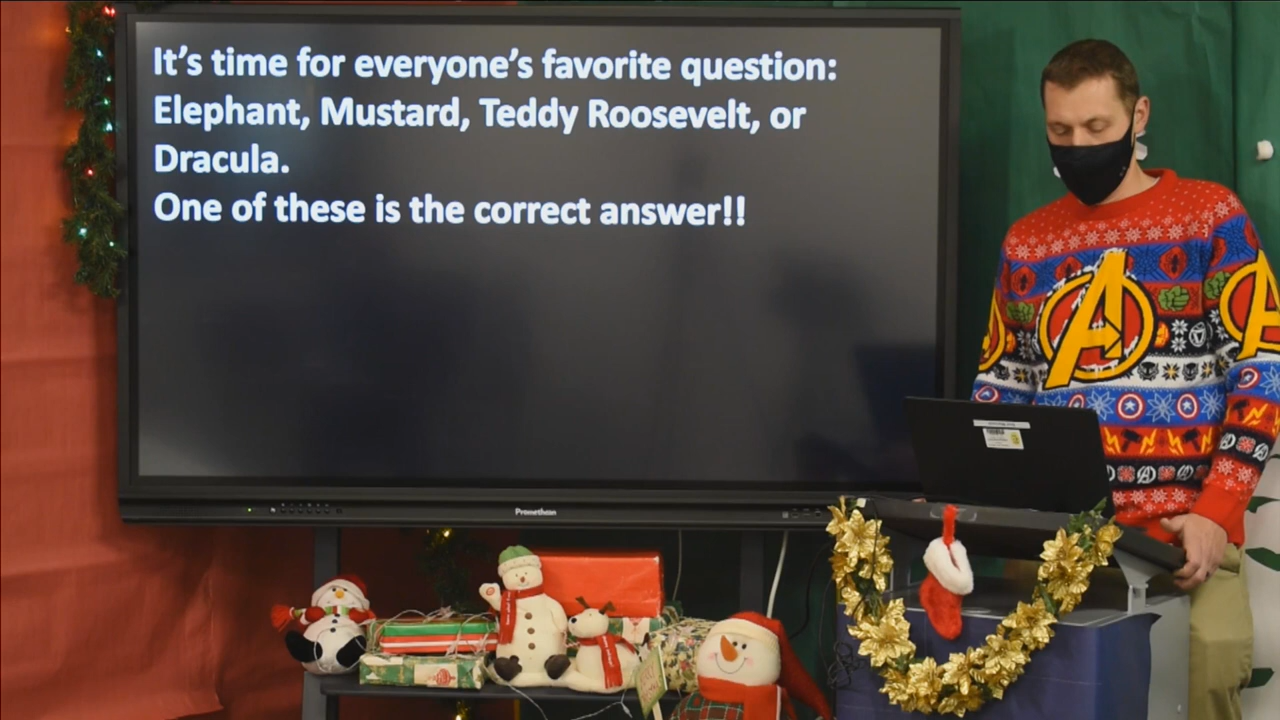 It's time for everyone's favorite question:
Elephant, Mustard, Teddy Roosevelt, or
Dracula.
One of these is the correct answer!!
Promethean